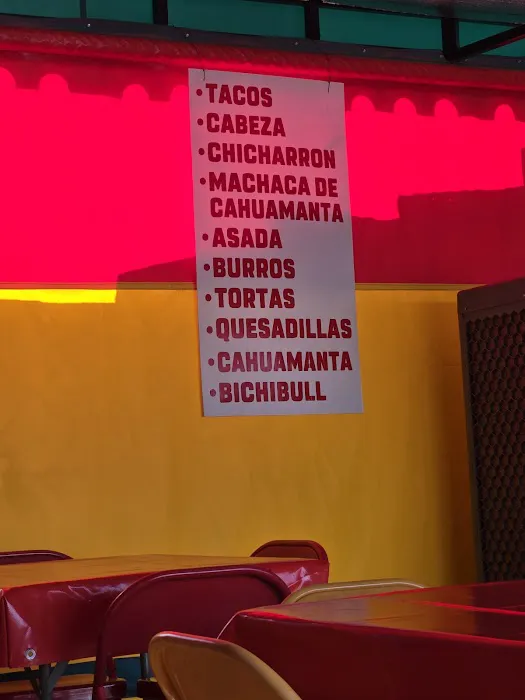 •TACOS
•CABEZA
•CHICHARRON
•MACHACA DE
CAHUAMANTA
•ASADA
•BURROS
•TORTAS
•QUESADILLAS
•CAHUAMANTA
•BICHIBULL